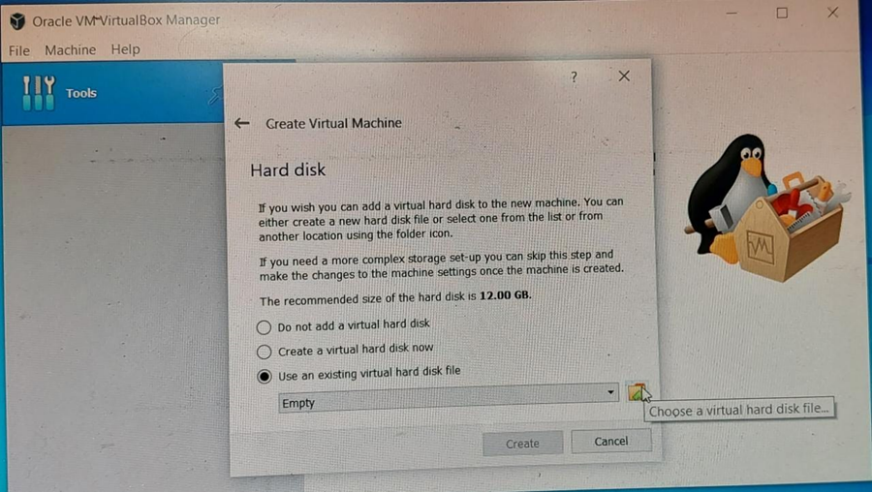 Oracle VM VirtualBox Manager
File Machine Help
Tools
?
Create Virtual Machine
Hard disk
If you wish you can add a virtual hard disk to the new machine. You can
either create a new hard disk file or select one from the list or from
another location using the folder icon.
If you need a more complex storage set-up you can skip this step and
make the changes to the machine settings once the machine is created.
The recommended size of the hard disk is 12.00 GB.
Do not add a virtual hard disk
Create a virtual hard disk now
Use an existing virtual hard disk file
Empty
Choose a virtual hard disk file...
Create Cancel